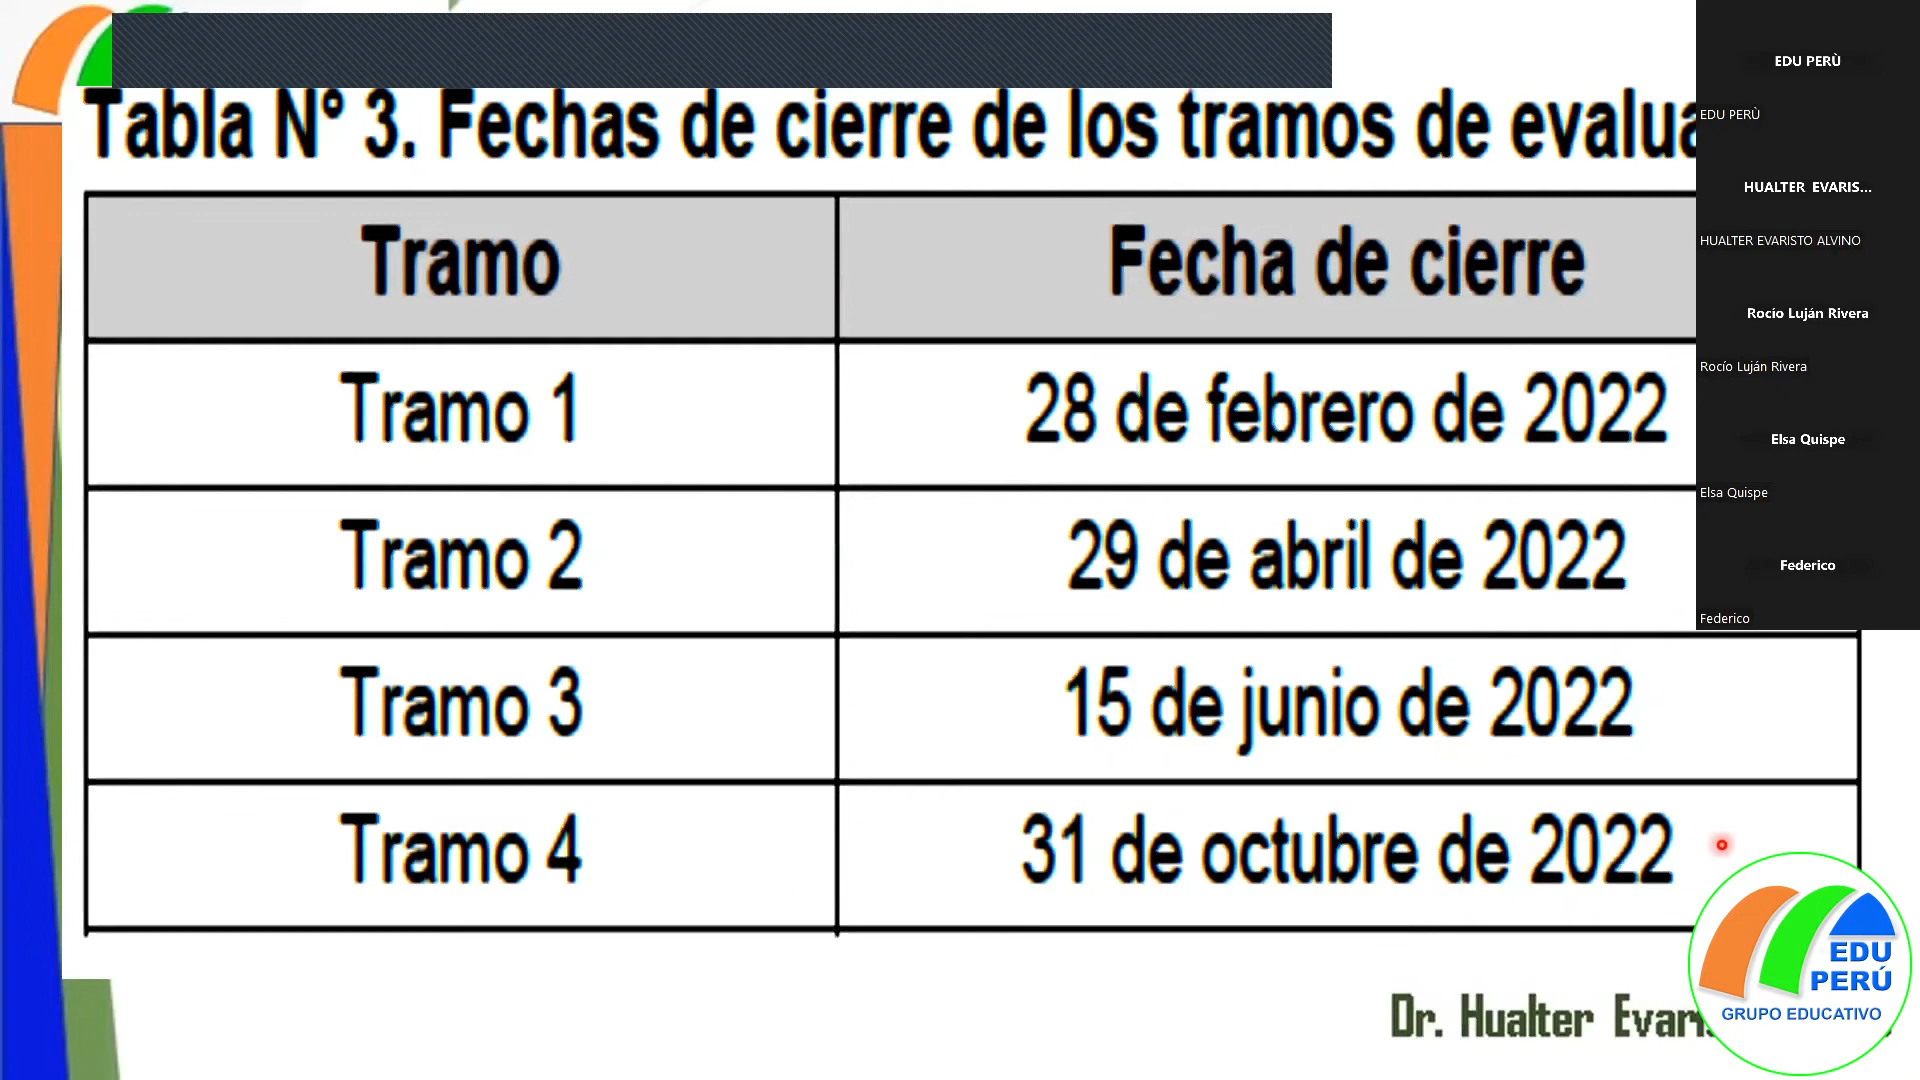 Tabla N° 3. Fechas de cierre de los tramos de
Tramo
Fecha de cierre
Tramo 1
28 de febrero de 2022
Tramo 2
29 de abril de 2022
Tramo 3
15 de junio de 2022
Tramo 4
31 de octubre de 2022
Dr. Hualter
EDU
PERÚ
GRUPO EDUCATIVO
EDU PERÙ
EDU PERÙ
HUALTER EVARIS...
HUALTER EVARISTO ALVINO
Rocío Luján Rivera
Rocío Luján Rivera
Elsa Quispe
Elsa Quispe
Federico
Federico